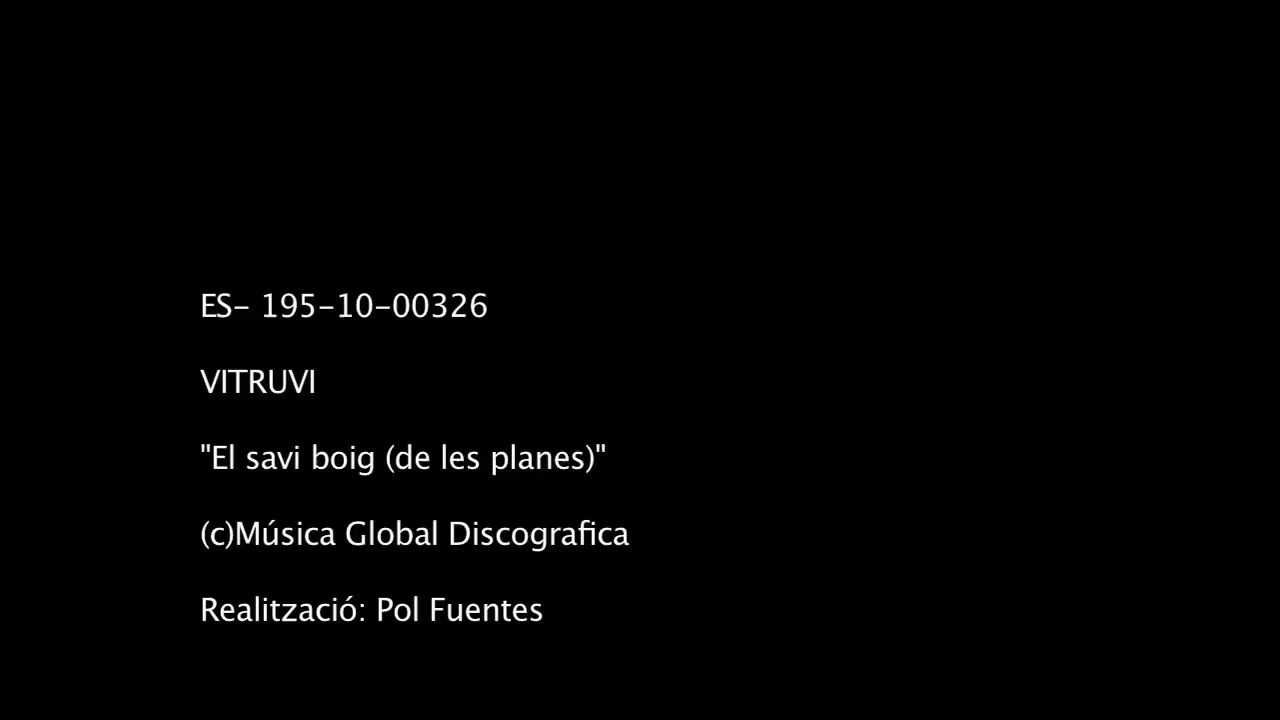 ES- 195-10-00326
VITRUVI
"El savi boig (de les planes)"
(c)Música Global Discografica
Realització: Pol Fuentes